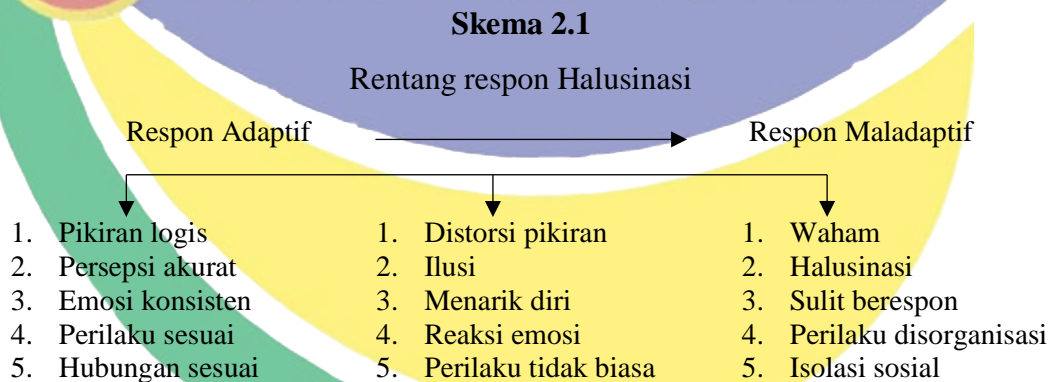 Skema 2.1
Rentang respon Halusinasi
Respon Adaptif Respon Maladaptif
1. Pikiran logis
2. Persepsi akurat
3. Emosi konsisten
4. Perilaku sesuai
5. Hubungan sesuai
1. Distorsi pikiran
2. Ilusi
3. Menarik diri
4. Reaksi emosi
5. Perilaku tidak biasa
1. Waham
2. Halusinasi
3. Sulit berespon
4. Perilaku disorganisasi
5. Isolasi sosial